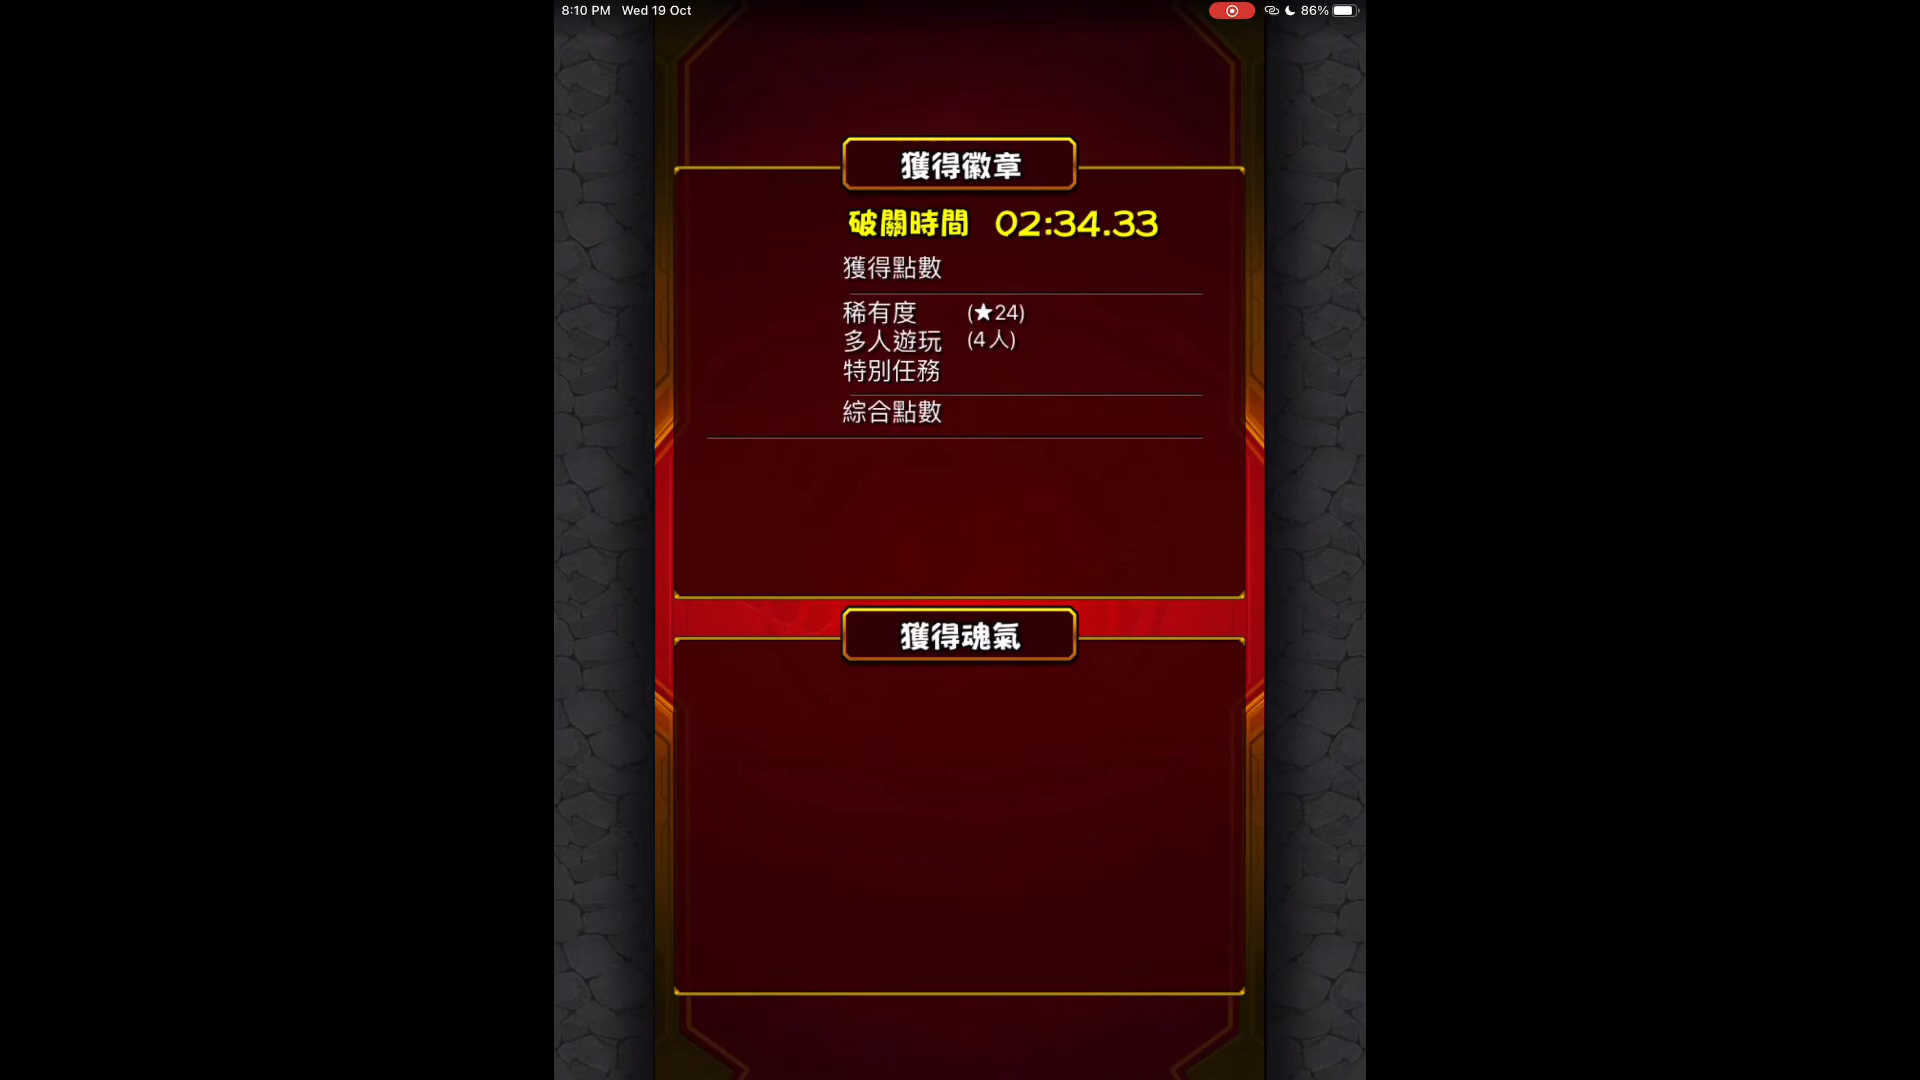 8:10 PM Wed 19 Oct
86%
獲得徽章
破關時間 02:34.33
獲得點數
稀有度 (★24)
多人遊玩 (4人)
特別任務
綜合點數
獲得魂氣